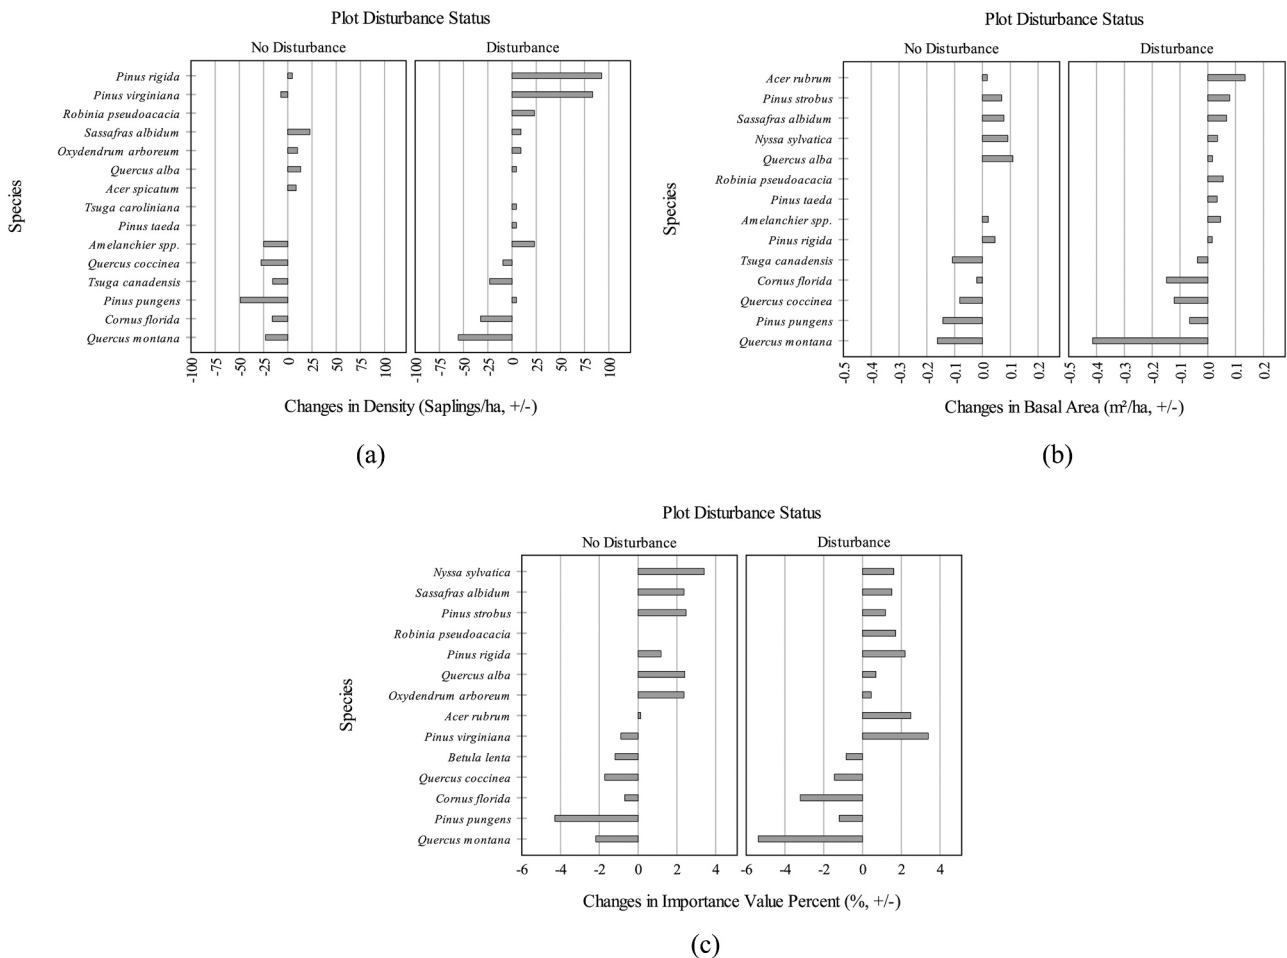 Plot Disturbance Status
No Disturbance
Disturbance
Species
Pinus rigida
Pinus virginiana
Robinia pseudoacacia
Sassafras albidum
Oxydendrum arboreum
Quercus alba
Acer spicatum
Tsuga caroliniana
Pinus taeda
Amelanchier spp.
Quercus coccinea
Tsuga canadensis
Pinus pungens
Cornus florida
Quercus montana
-100 -75 -50 -25 0 25 50 75 100
-100 -75 -50 -25 0 25 50 75 100
Changes in Density (Saplings/ha, +/-)
(a)
Plot Disturbance Status
No Disturbance
Disturbance
Species
Acer rubrum
Pinus strobus
Sassafras albidum
Nyssa sylvatica
Quercus alba
Robinia pseudoacacia
Pinus taeda
Amelanchier spp.
Pinus rigida
Tsuga canadensis
Cornus florida
Quercus coccinea
Pinus pungens
Quercus montana
-0.5 -0.4 -0.3 -0.2 -0.1 0.0 0.1 0.2
-0.5 -0.4 -0.3 -0.2 -0.1 0.0 0.1 0.2
Changes in Basal Area (m²/ha, +/-)
(b)
Plot Disturbance Status
No Disturbance
Disturbance
Species
Nyssa sylvatica
Sassafras albidum
Pinus strobus
Robinia pseudoacacia
Pinus rigida
Quercus alba
Oxydendrum arboreum
Acer rubrum
Pinus virginiana
Betula lenta
Quercus coccinea
Cornus florida
Pinus pungens
Quercus montana
-6 -4 -2 0 2 4
-6 -4 -2 0 2 4
Changes in Importance Value Percent (%, +/-)
(c)